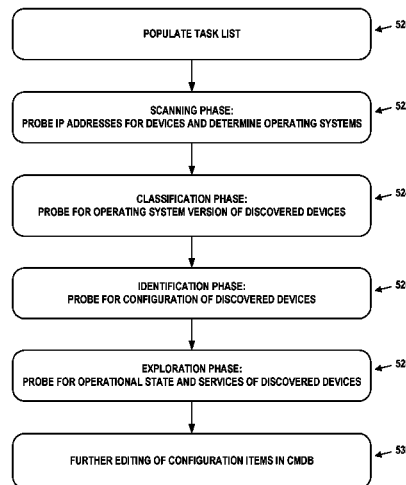 POPULATE TASK LIST
52
SCANNING PHASE:
PROBE IP ADDRESSES FOR DEVICES AND DETERMINE OPERATING SYSTEMS
52
CLASSIFICATION PHASE:
PROBE FOR OPERATING SYSTEM VERSION OF DISCOVERED DEVICES
52
IDENTIFICATION PHASE:
PROBE FOR CONFIGURATION OF DISCOVERED DEVICES
52
EXPLORATION PHASE:
PROBE FOR OPERATIONAL STATE AND SERVICES OF DISCOVERED DEVICES
52
FURTHER EDITING OF CONFIGURATION ITEMS IN CMDB
53